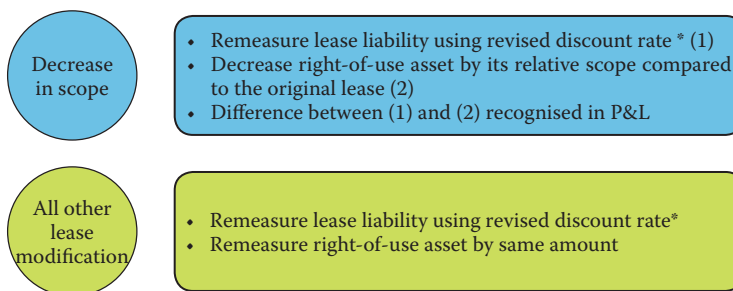 Decrease
in scope
• Remeasure lease liability using revised discount rate * (1)
• Decrease right-of-use asset by its relative scope compared
to the original lease (2)
• Difference between (1) and (2) recognised in P&L
All other
lease
modification
• Remeasure lease liability using revised discount rate*
• Remeasure right-of-use asset by same amount